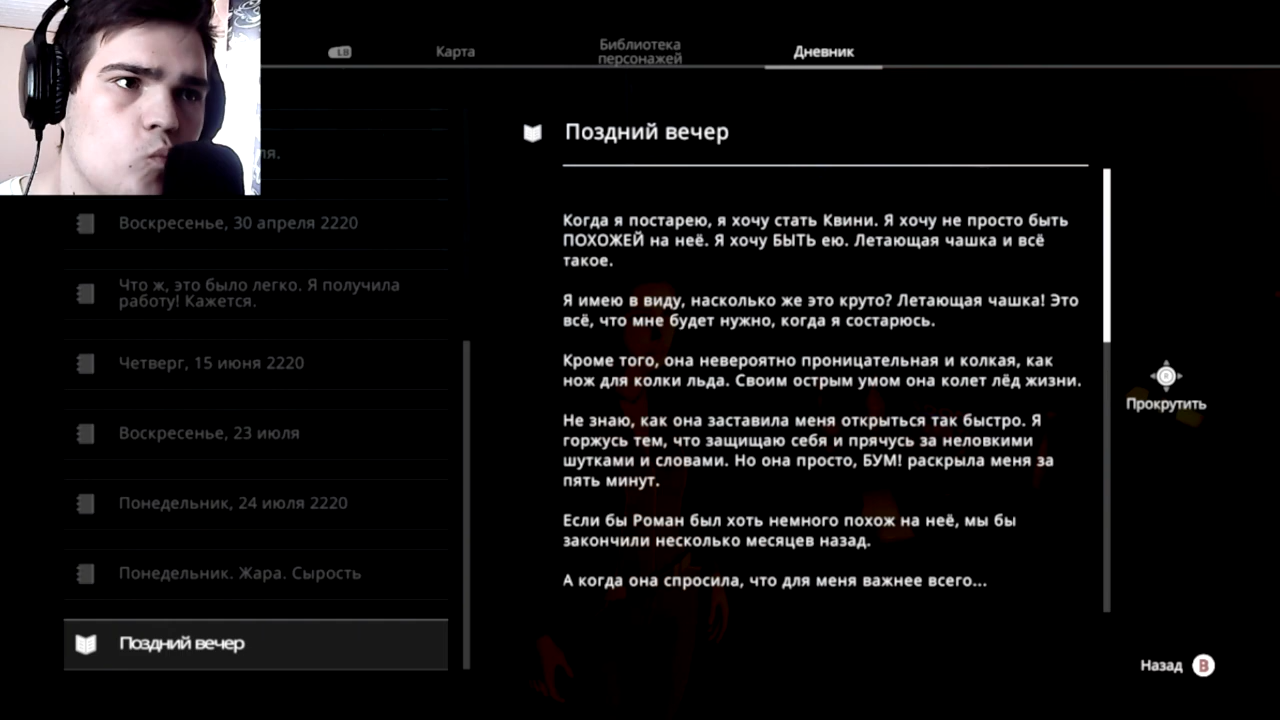 LB
Карта
Библиотека
персонажей
Дневник
ля.
Воскресенье, 30 апреля 2220
Что ж, это было легко. Я получила
работу! Кажется.
Четверг, 15 июня 2220
Воскресенье, 23 июля
Понедельник, 24 июля 2220
Понедельник. Жара. Сырость
Поздний вечер
Поздний вечер
Когда я постарею, я хочу стать Квини. Я хочу не просто быть
ПОХОЖЕЙ на неё. Я хочу БЫТЬ ею. Летающая чашка и всё
такое.
Я имею в виду, насколько же это круто? Летающая чашка! Это
всё, что мне будет нужно, когда я состарюсь.
Кроме того, она невероятно проницательная и колкая, как
нож для колки льда. Своим острым умом она колет лёд жизни.
Не знаю, как она заставила меня открыться так быстро. Я
горжусь тем, что защищаю себя и прячусь за неловкими
шутками и словами. Но она просто, БУМ! раскрыла меня за
пять минут.
Если бы Роман был хоть немного похож на неё, мы бы
закончили несколько месяцев назад.
А когда она спросила, что для меня важнее всего...
Прокрутить
Назад B